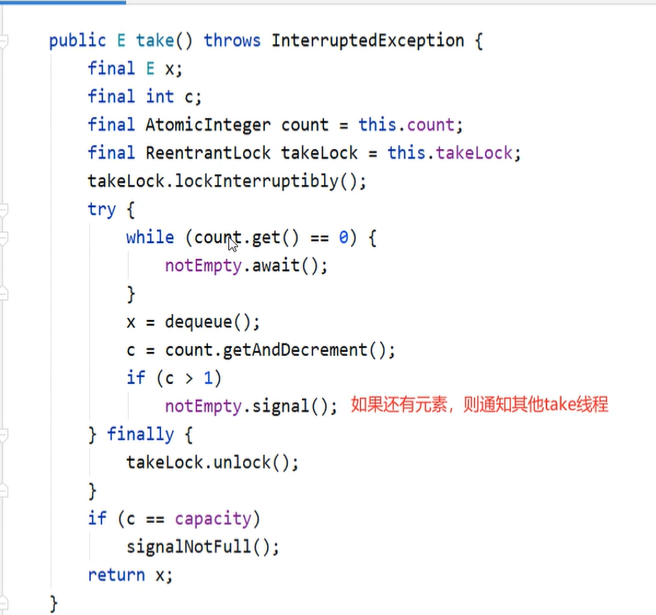 public E take() throws InterruptedException {
    final E x;
    final int c;
    final AtomicInteger count = this.count;
    final ReentrantLock takeLock = this.takeLock;
    takeLock.lockInterruptibly();
    try {
        while (count.get() == 0) {
            notEmpty.await();
        }
        x = dequeue();
        c = count.getAndDecrement();
        if (c > 1)
            notEmpty.signal(); 如果还有元素，则通知其他take线程
    } finally {
        takeLock.unlock();
    }
    if (c == capacity)
        signalNotFull();
    return x;
}